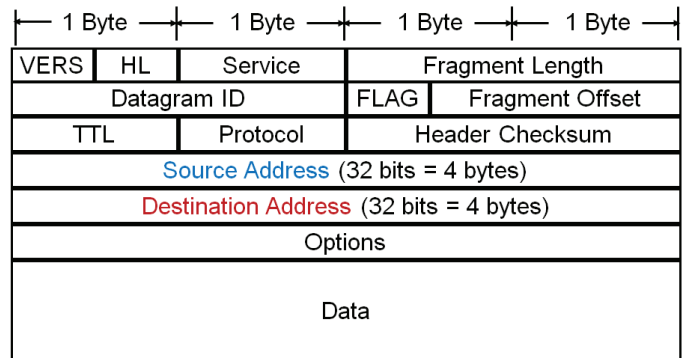 1 Byte 1 Byte 1 Byte 1 Byte
VERS HL Service Fragment Length
Datagram ID FLAG Fragment Offset
TTL Protocol Header Checksum
Source Address (32 bits = 4 bytes)
Destination Address (32 bits = 4 bytes)
Options
Data